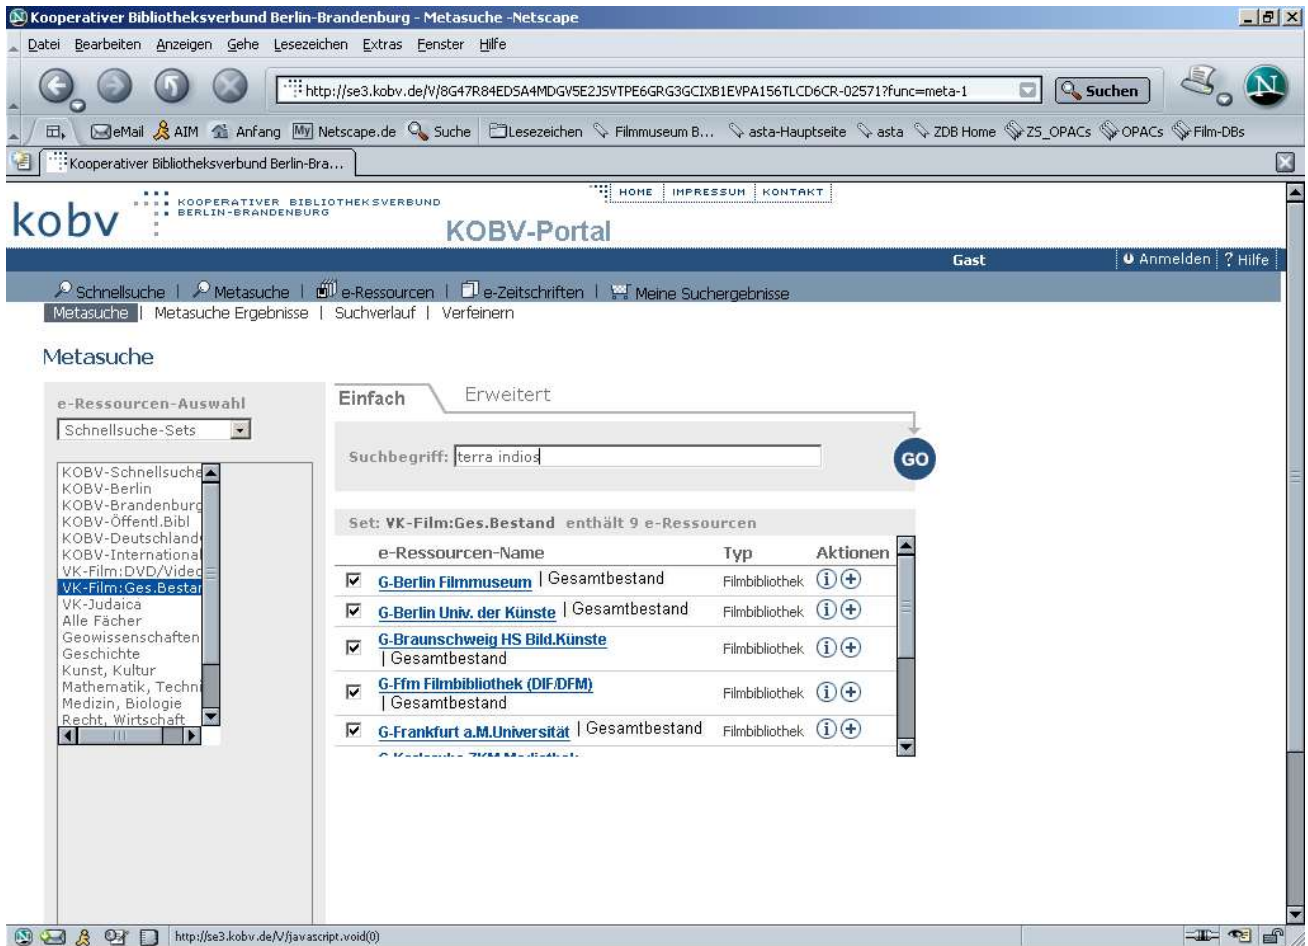 Kooperativer Bibliotheksverbund Berlin-Brandenburg - Metasuche -Netscape
Datei Bearbeiten Anzeigen Gehe Lesezeichen Extras Fenster Hilfe
http://se3.kobv.de/V/8G47R84EDSA4MDGV5E2J5VTPE6GRG3GCIXB1EVPA156TLCD6CR-02571?func=meta-1 Suchen N
eMail AIM Anfang My Netscape.de Suche Lesezeichen Filmmuseum B... asta-Hauptseite asta ZDB Home ZS_OPACs OPACs Film-DBs
Kooperativer Bibliotheksverbund Berlin-Bra...
HOME IMPRESSUM KONTAKT
kobv KOOPERATIVER BIBLIOTHEKSVERBUND
BERLIN-BRANDENBURG
KOBV-Portal
Gast Anmelden ? Hilfe
Schnellsuche | Metasuche | e-Ressourcen | e-Zeitschriften | Meine Suchergebnisse
Metasuche | Metasuche Ergebnisse | Suchverlauf | Verfeinern
Metasuche
e-Ressourcen-Auswahl
Schnellsuche-Sets
KOBV-Schnellsuche
KOBV-Berlin
KOBV-Brandenburg
KOBV-Öffentl.Bibl
KOBV-Deutschland
KOBV-International
VK-Film:DVD/Video
VK-Film:Ges.Bestan
VK-Judaica
Alle Fächer
Geowissenschaften
Geschichte
Kunst, Kultur
Mathematik, Techni
Medizin, Biologie
Recht, Wirtschaft
Einfach Erweitert
Suchbegriff: terra indios GO
Set: VK-Film:Ges.Bestand enthält 9 e-Ressourcen
e-Ressourcen-Name Typ Aktionen
G-Berlin Filmmuseum | Gesamtbestand Filmbibliothek
G-Berlin Univ. der Künste | Gesamtbestand Filmbibliothek
G-Braunschweig HS Bild.Künste
| Gesamtbestand Filmbibliothek
G-Ffm Filmbibliothek (DIF/DFM)
| Gesamtbestand Filmbibliothek
G-Frankfurt a.M.Universität | Gesamtbestand Filmbibliothek
G-Karlsruhe ZKM Mediathek
http://se3.kobv.de/V/javascript.void(0)